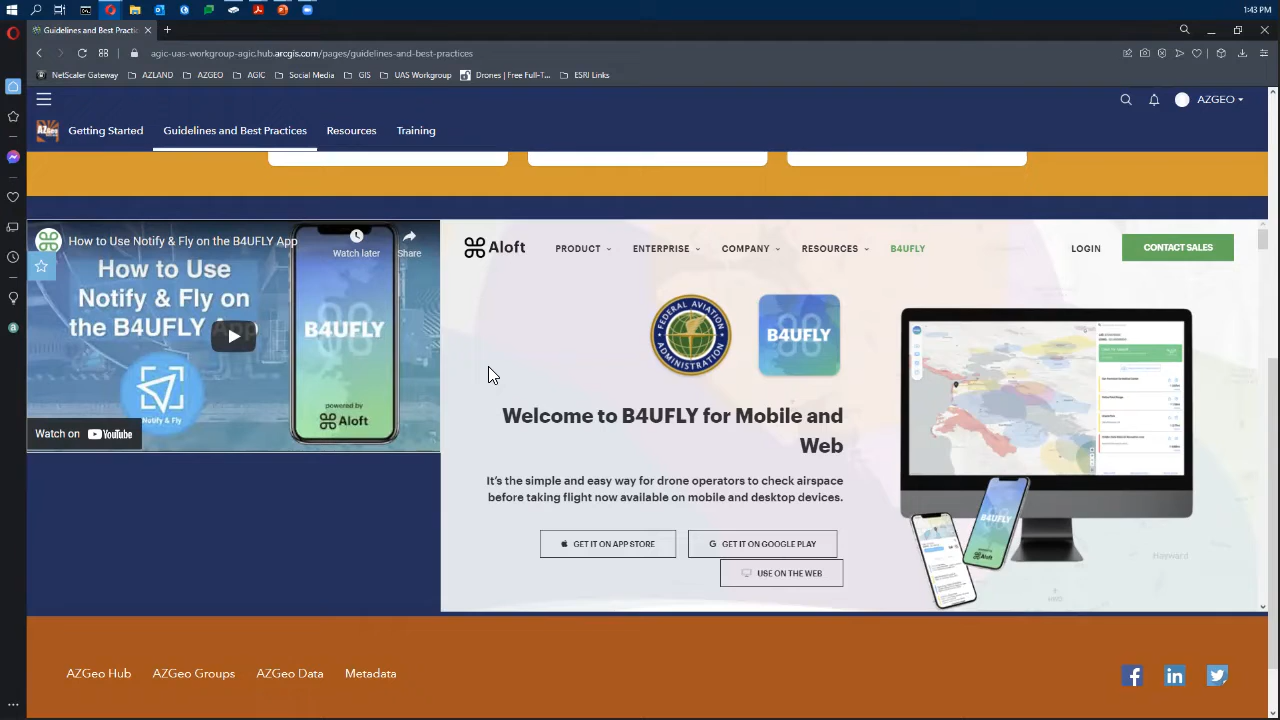 1:43 PM
Guidelines and Best Practic
agic-uas-workgroup-agic.hub.arcgis.com/pages/guidelines-and-best-practices
NetScaler Gateway AZLAND AZGEO AGIC Social Media GIS UAS Workgroup Drones | Free Full-T... ESRI Links
AZGEO
Getting Started Guidelines and Best Practices Resources Training
How to Use Notify & Fly on the B4UFLY App
Watch later
Share
How to Use
Notify & Fly on
the B4UFLY App
B4UFLY
Notify & Fly
powered by
Aloft
Watch on YouTube
Aloft PRODUCT ENTERPRISE COMPANY RESOURCES B4UFLY LOGIN CONTACT SALES
FEDERAL AVIATION
ADMINISTRATION
B4UFLY
Welcome to B4UFLY for Mobile and
Web
It's the simple and easy way for drone operators to check airspace
before taking flight now available on mobile and desktop devices.
GET IT ON APP STORE
GET IT ON GOOGLE PLAY
USE ON THE WEB
B4UFLY
Hayward
AZGeo Hub AZGeo Groups AZGeo Data Metadata